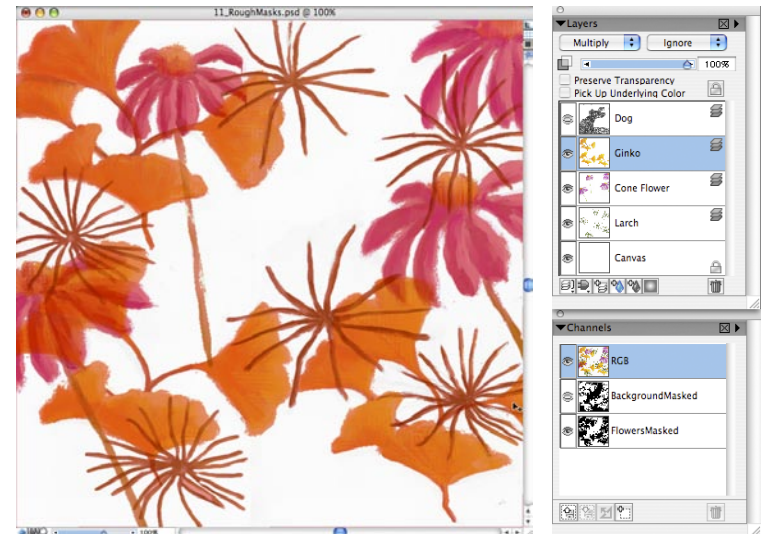 11_RoughMasks.psd @ 100%
100%
Layers
Multiply
Ignore
100%
Preserve Transparency
Pick Up Underlying Color
Dog
Ginko
Cone Flower
Larch
Canvas
Channels
RGB
BackgroundMasked
FlowersMasked